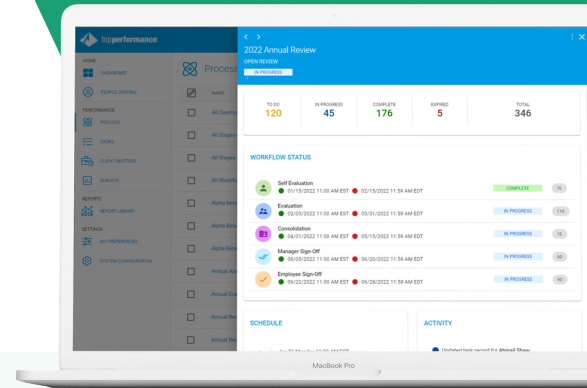 topperformance
HOME
DASHBOARD
PEOPLE CENTRAL
PERFORMANCE
PROCESS
TASKS
CLIENT MATTERS
SURVEYS
REPORTS
REPORT LIBRARY
SETTINGS
MY PREFERENCES
SYSTEM CONFIGURATION
Process
NAME
All Questi
All Stages
All Stages
All Workflo
Alpha Beta
Alpha Beta
Alpha Beta
Annual Ass
Annual Eva
Annual Rev
Annual Rev
2022 Annual Review
OPEN REVIEW
IN PROGRESS
TO DO
120
IN PROGRESS
45
COMPLETE
176
EXPIRED
5
TOTAL
346
WORKFLOW STATUS
Self Evaluation
01/15/2022 11:00 AM EST 02/15/2022 11:59 AM EDT
COMPLETE 76
Evaluation
02/03/2022 11:00 AM EST 03/31/2022 11:59 AM EDT
IN PROGRESS 110
Consolidation
04/01/2022 11:00 AM EST 05/15/2022 11:59 AM EDT
IN PROGRESS 10
Manager Sign-Off
06/05/2022 11:00 AM EST 06/20/2022 11:59 AM EDT
IN PROGRESS 60
Employee Sign-Off
06/22/2022 11:00 AM EST 06/28/2022 11:59 AM EDT
IN PROGRESS 90
SCHEDULE
ACTIVITY
Updated task record for Abigail Shaw
MacBook Pro